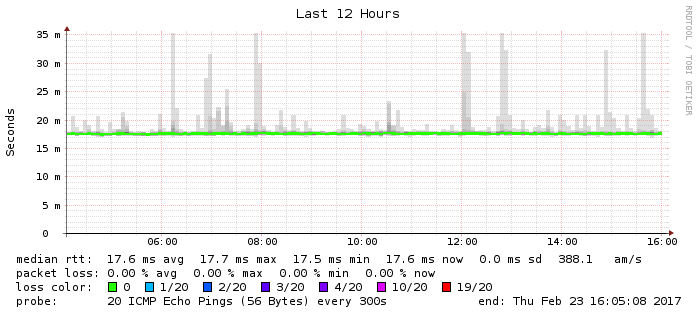 Last 12 Hours
RRDTOOL / TOBI OETIKER
Seconds
35 m
30 m
25 m
20 m
15 m
10 m
5 m
0
06:00 08:00 10:00 12:00 14:00 16:00
median rtt: 17.6 ms avg 17.7 ms max 17.5 ms min 17.6 ms now 0.0 ms sd 388.1 am/s
packet loss: 0.00 % avg 0.00 % max 0.00 % min 0.00 % now
loss color: 0 1/20 2/20 3/20 4/20 10/20 19/20
probe: 20 ICMP Echo Pings (56 Bytes) every 300s end: Thu Feb 23 16:05:08 2017